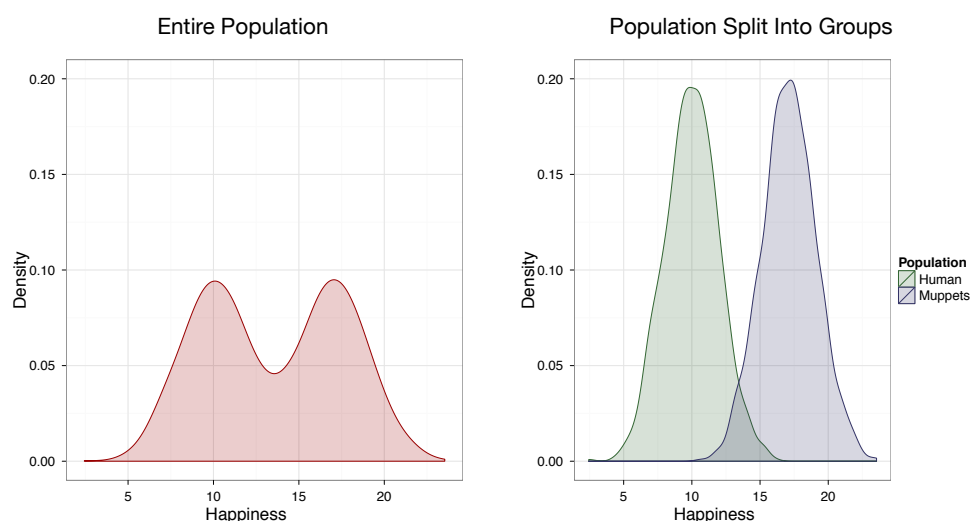 Entire Population
0.20
0.15
0.10
0.05
0.00
Density
5 10 15 20
Happiness
Population Split Into Groups
0.20
0.15
0.10
0.05
0.00
Density
5 10 15 20
Happiness
Population
Human
Muppets